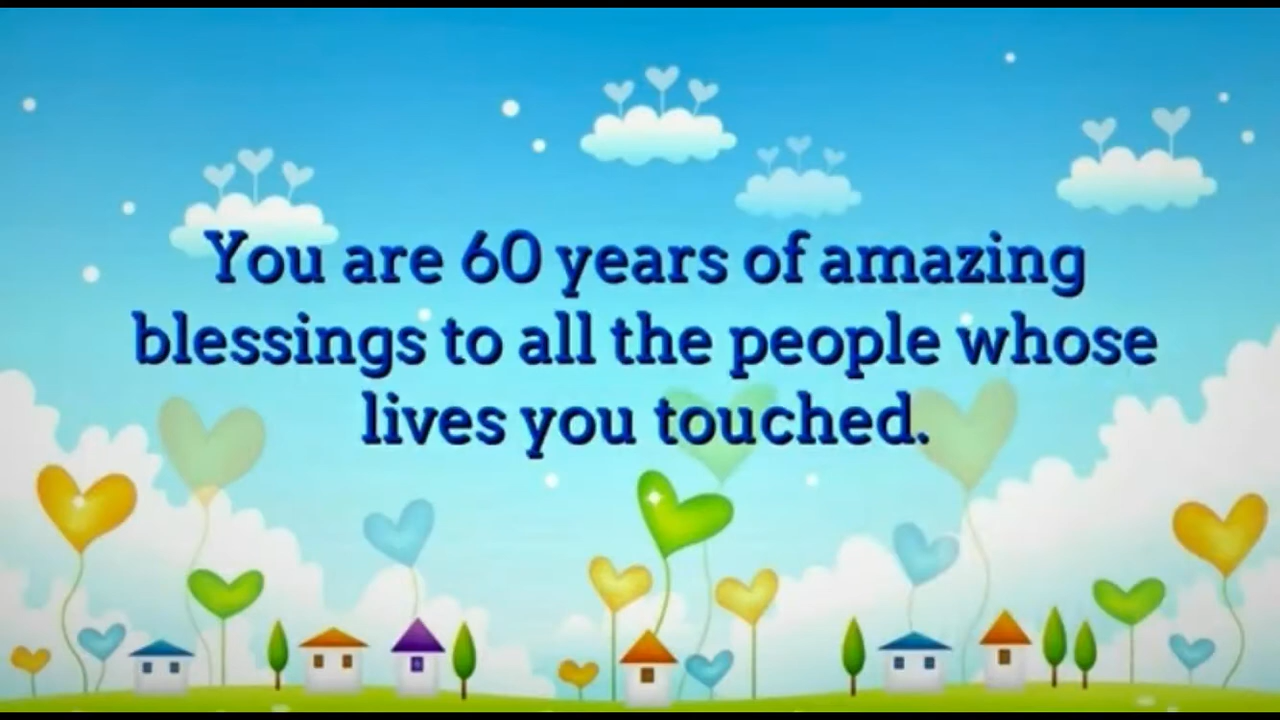 You are 60 years of amazing
blessings to all the people whose
lives you touched.